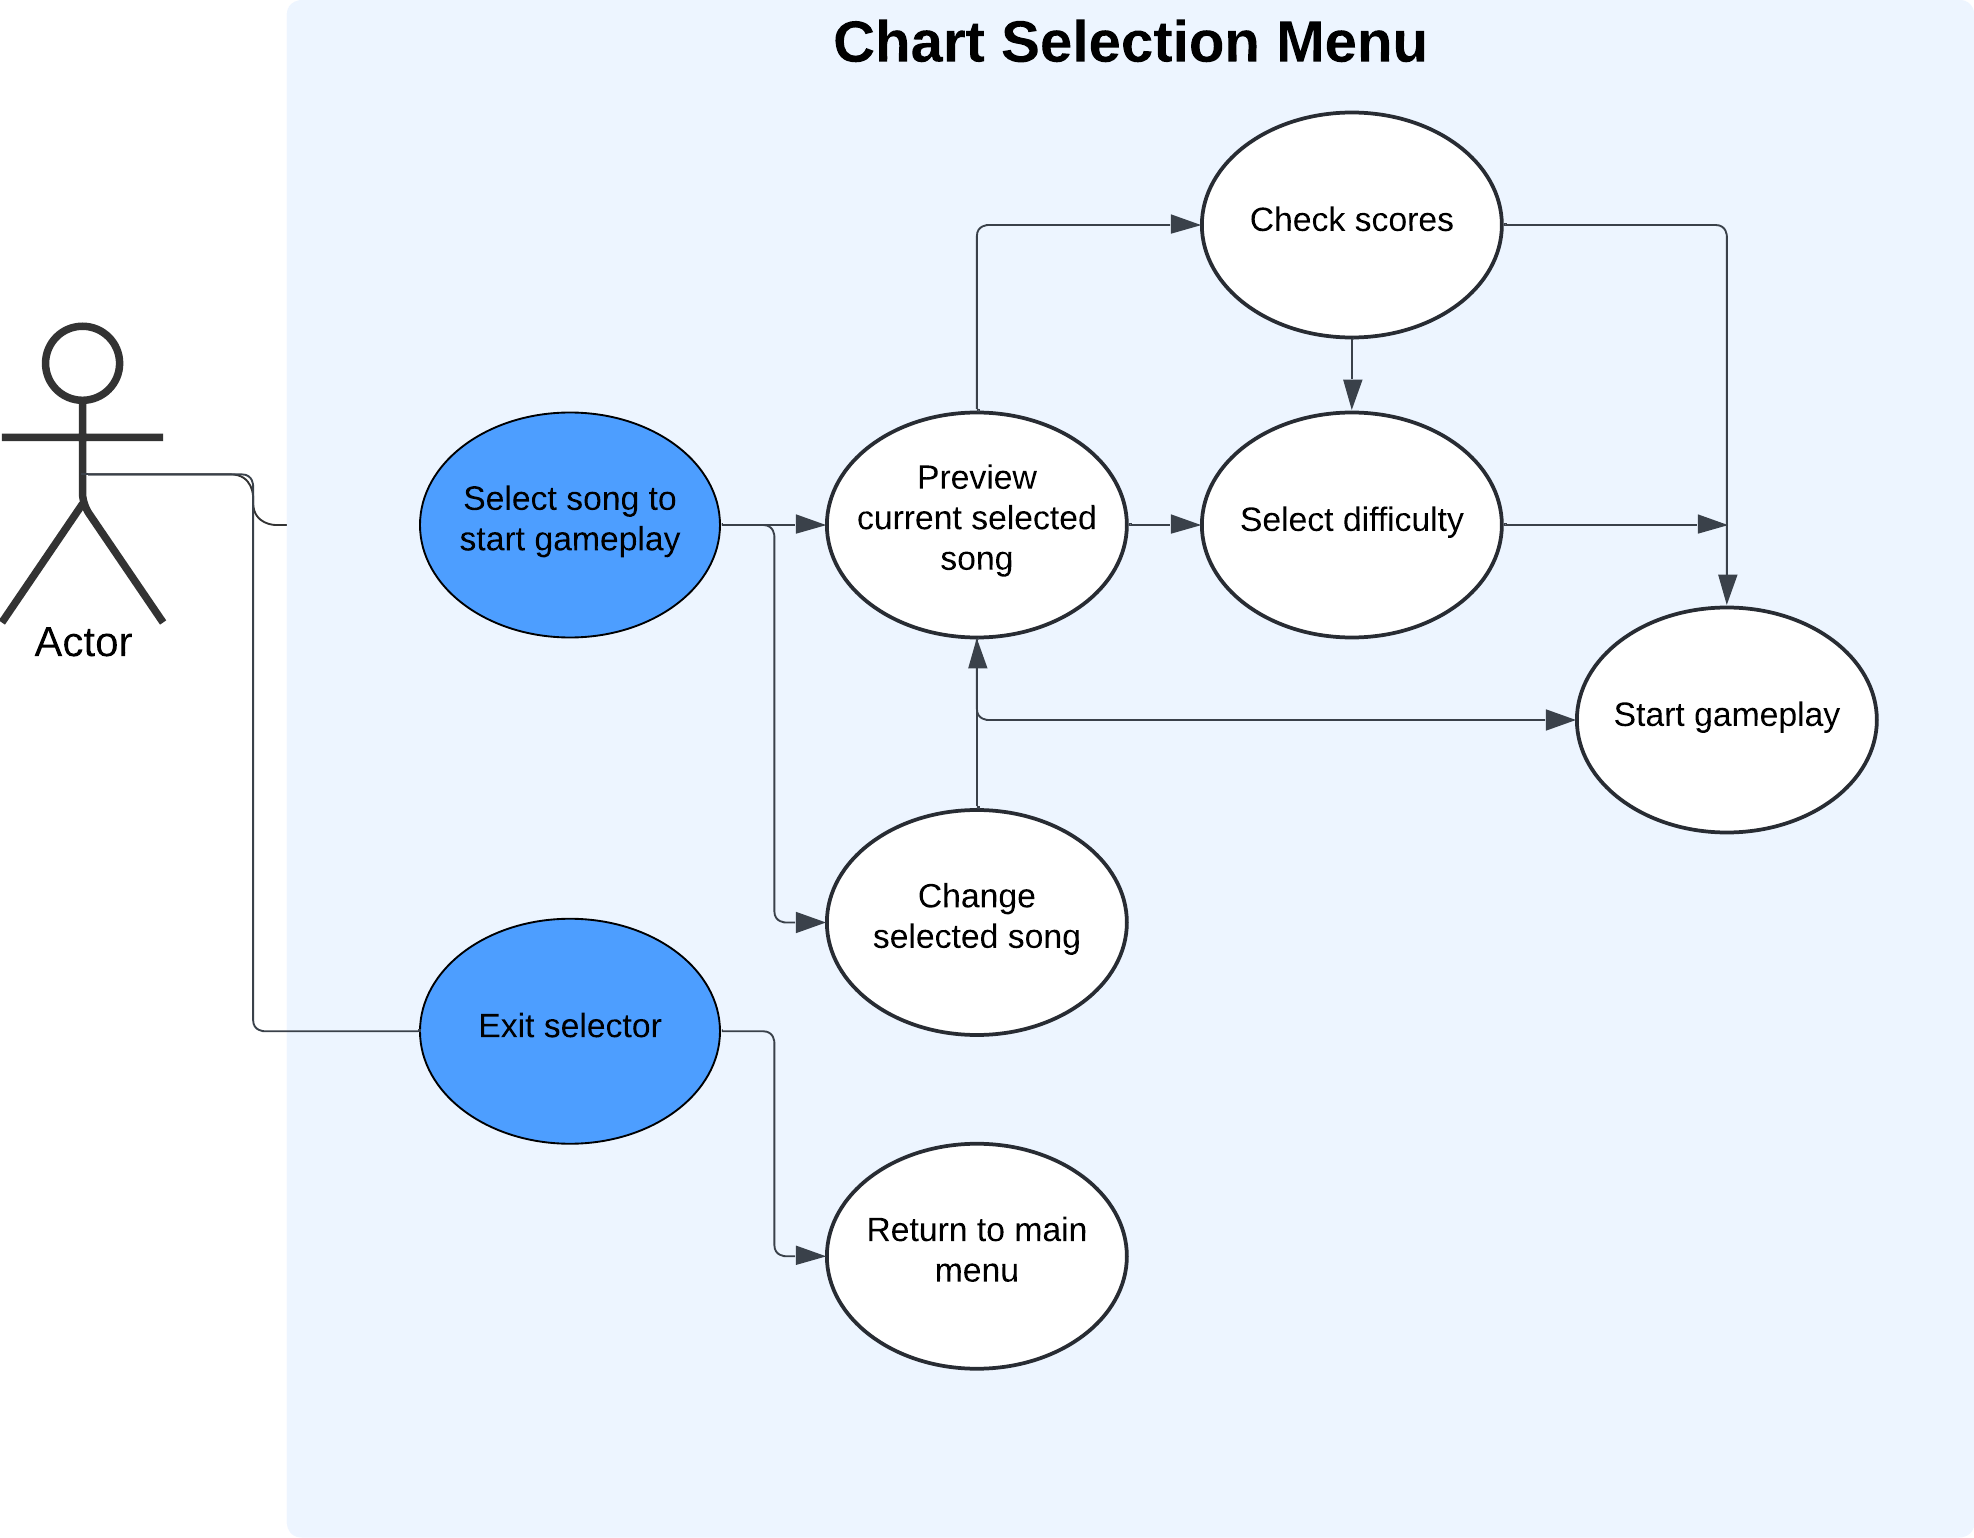 Chart Selection Menu
Check scores
Actor
Select song to
start gameplay
Preview
current selected
song
Select difficulty
Start gameplay
Change
selected song
Exit selector
Return to main
menu